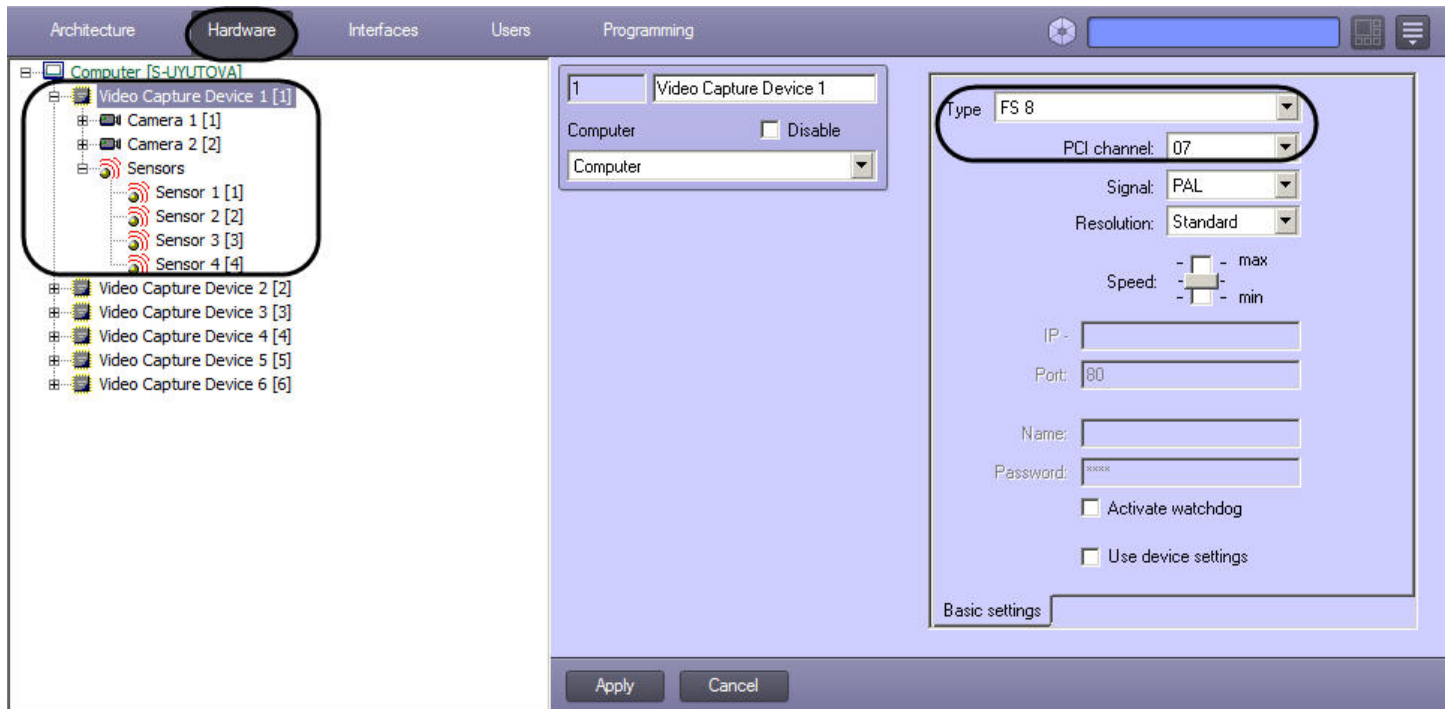 Architecture Hardware Interfaces Users Programming
Computer [S-UYUTOVA]
Video Capture Device 1 [1]
Camera 1 [1]
Camera 2 [2]
Sensors
Sensor 1 [1]
Sensor 2 [2]
Sensor 3 [3]
Sensor 4 [4]
Video Capture Device 2 [2]
Video Capture Device 3 [3]
Video Capture Device 4 [4]
Video Capture Device 5 [5]
Video Capture Device 6 [6]
1 Video Capture Device 1
Computer Disable
Computer
Type FS 8
PCI channel: 07
Signal: PAL
Resolution: Standard
max
Speed:
min
IP -
Port: 80
Name:
Password: ××××
Activate watchdog
Use device settings
Basic settings
Apply Cancel